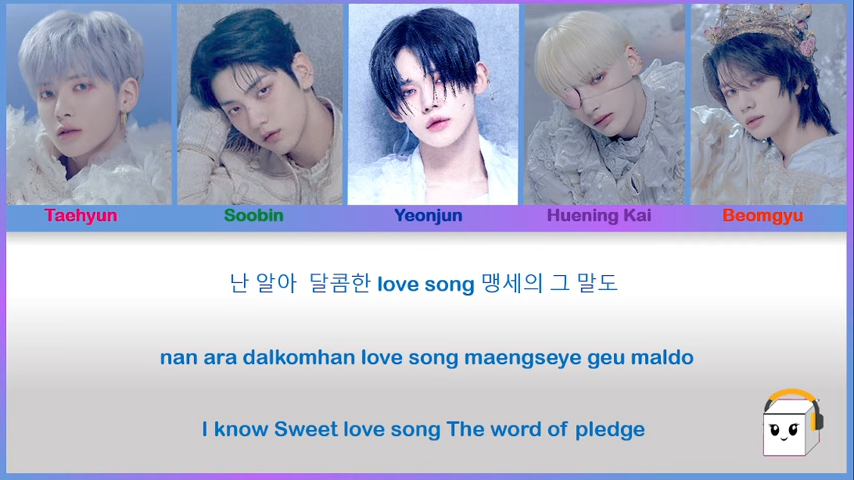 Taehyun Soobin Yeonjun Huening Kai Beomgyu
난 알아 달콤한 love song 맹세의 그 말도
nan ara dalkomhan love song maengseye geu maldo
I know Sweet love song The word of pledge